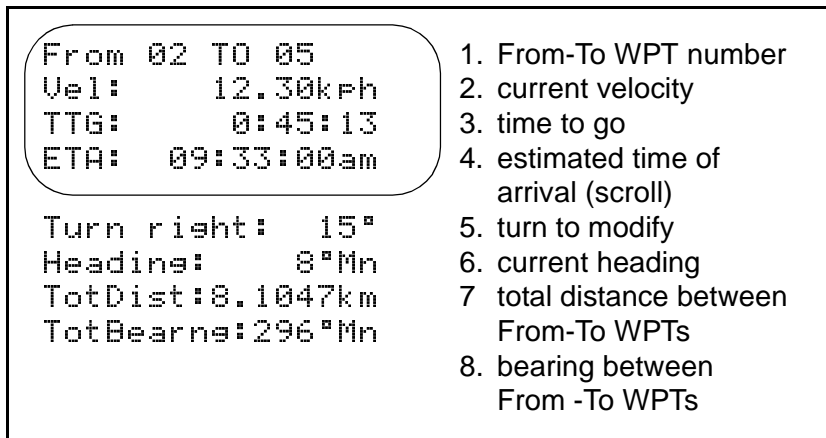 From 02 TO 05
Vel: 12.30kph
TTG: 0:45:13
ETA: 09:33:00am
Turn right: 15°
Heading: 8°Mn
TotDist:8.1047km
TotBearng:296°Mn
1. From-To WPT number
2. current velocity
3. time to go
4. estimated time of
arrival (scroll)
5. turn to modify
6. current heading
7 total distance between
From-To WPTs
8. bearing between
From -To WPTs